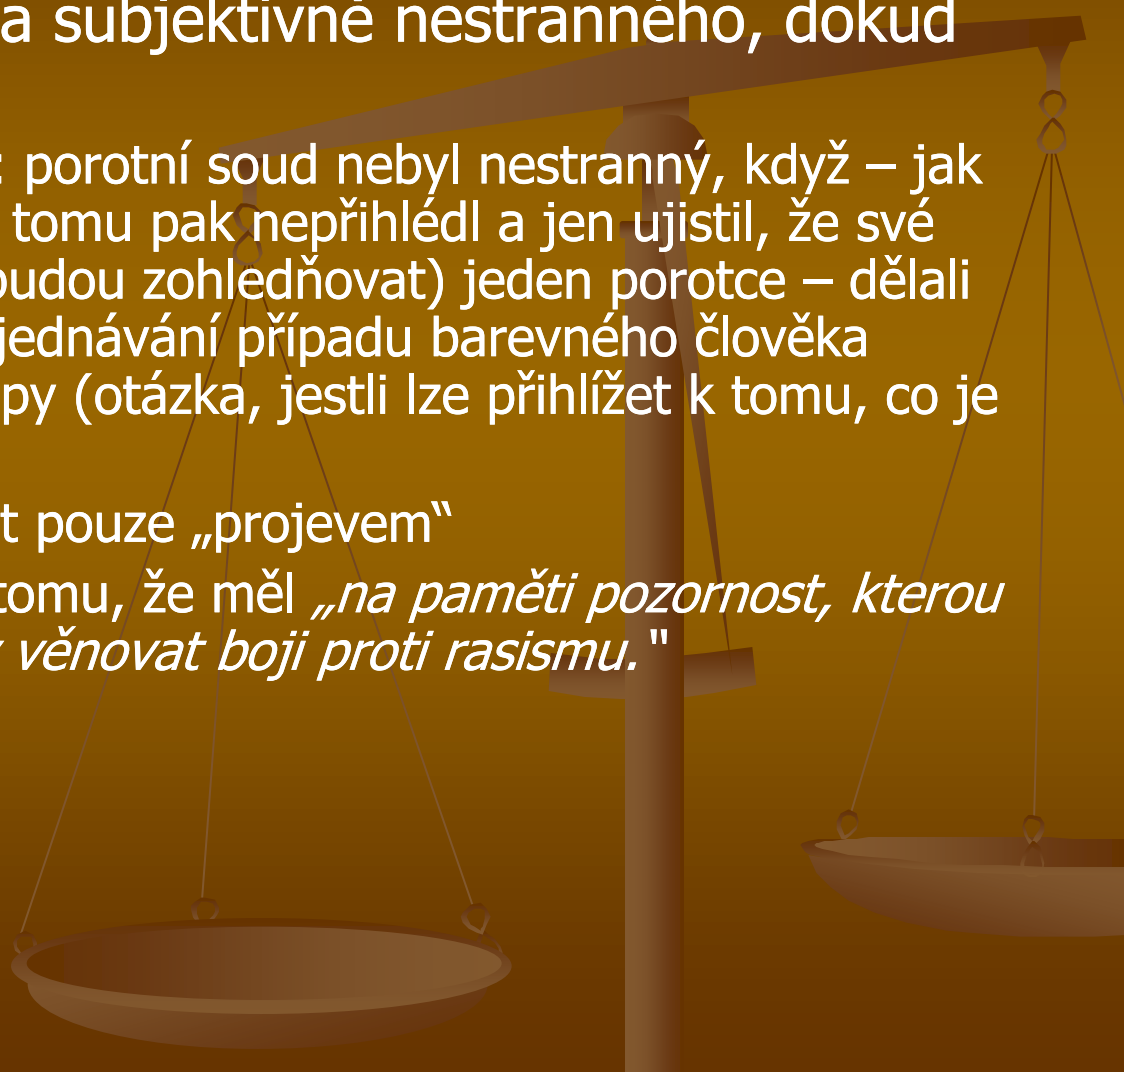 a subjektivně nestranného, dokud
: porotní soud nebyl nestranný, když – jak
tomu pak nepřihlédl a jen ujistil, že své
budou zohledňovat) jeden porotce – dělali
jednávání případu barevného člověka
py (otázka, jestli lze přihlížet k tomu, co je
t pouze „projevem“
tomu, že měl „na paměti pozornost, kterou
věnovat boji proti rasismu."